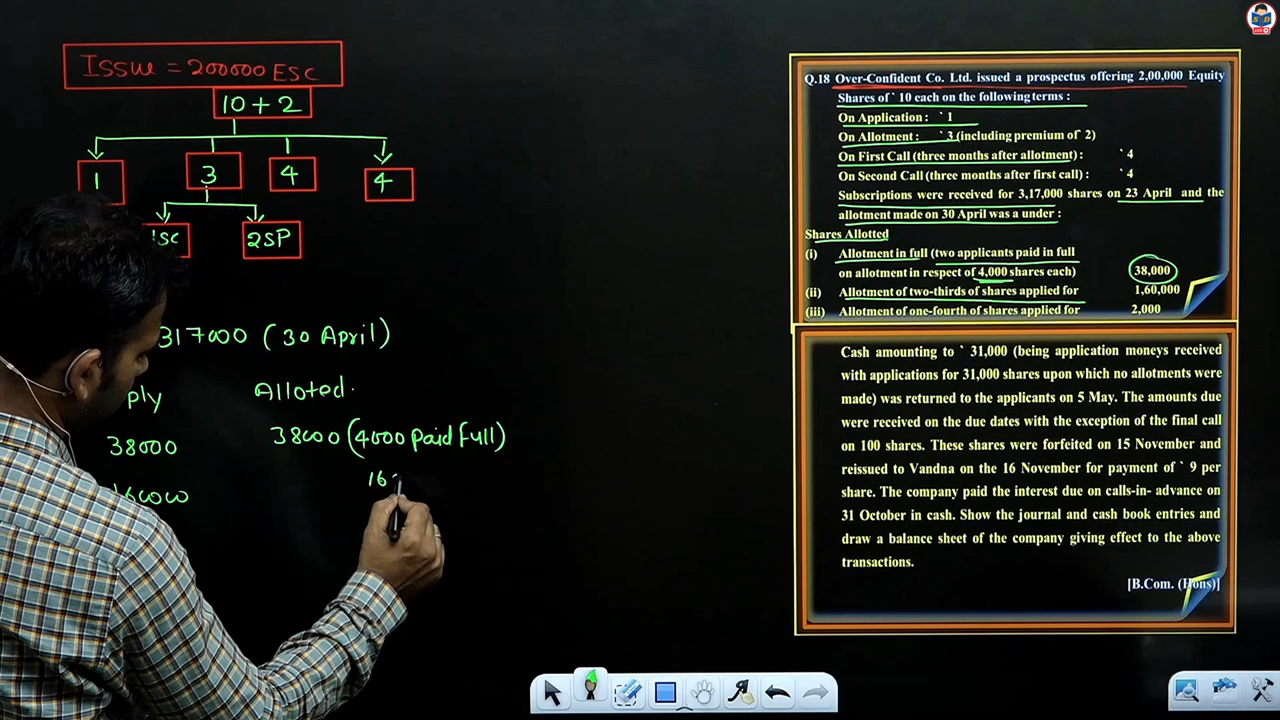 Issue = 200000 ESC
10 + 2
1
3
4
4
SC
2SP
317000 ( 30 April )
Ply
Alloted.
38000
38000 (4000 Paid Full)
16
Q.18 Over-Confident Co. Ltd. issued a prospectus offering 2,00,000 Equity
Shares of ` 10 each on the following terms :
On Application : ` 1
On Allotment : ` 3 (including premium of ` 2)
On First Call (three months after allotment) : ` 4
On Second Call (three months after first call) : ` 4
Subscriptions were received for 3,17,000 shares on 23 April and the
allotment made on 30 April was a under :
Shares Allotted
(i) Allotment in full (two applicants paid in full
on allotment in respect of 4,000 shares each) 38,000
(ii) Allotment of two-thirds of shares applied for 1,60,000
(iii) Allotment of one-fourth of shares applied for 2,000
Cash amounting to ` 31,000 (being application moneys received
with applications for 31,000 shares upon which no allotments were
made) was returned to the applicants on 5 May. The amounts due
were received on the due dates with the exception of the final call
on 100 shares. These shares were forfeited on 15 November and
reissued to Vandna on the 16 November for payment of ` 9 per
share. The company paid the interest due on calls-in- advance on
31 October in cash. Show the journal and cash book entries and
draw a balance sheet of the company giving effect to the above
transactions.
[B.Com. (Hons)]